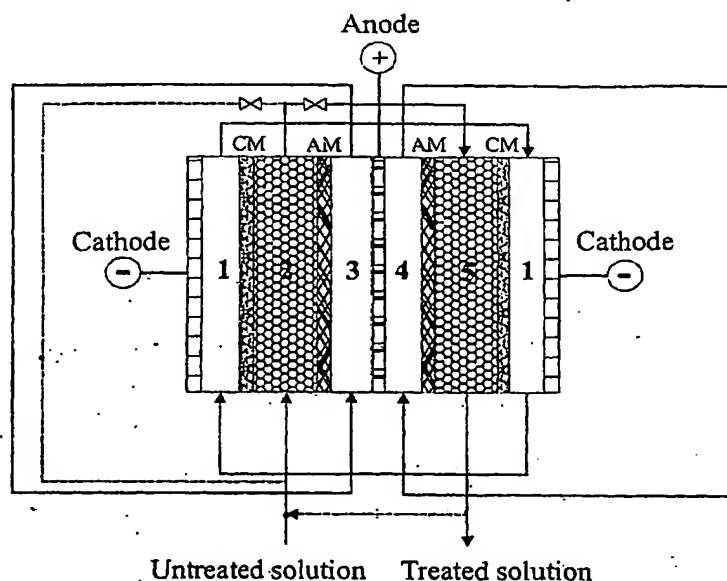 Anode
+
CM AM AM CM
Cathode Cathode
- 1 2 3 4 5 1 -
Untreated solution Treated solution